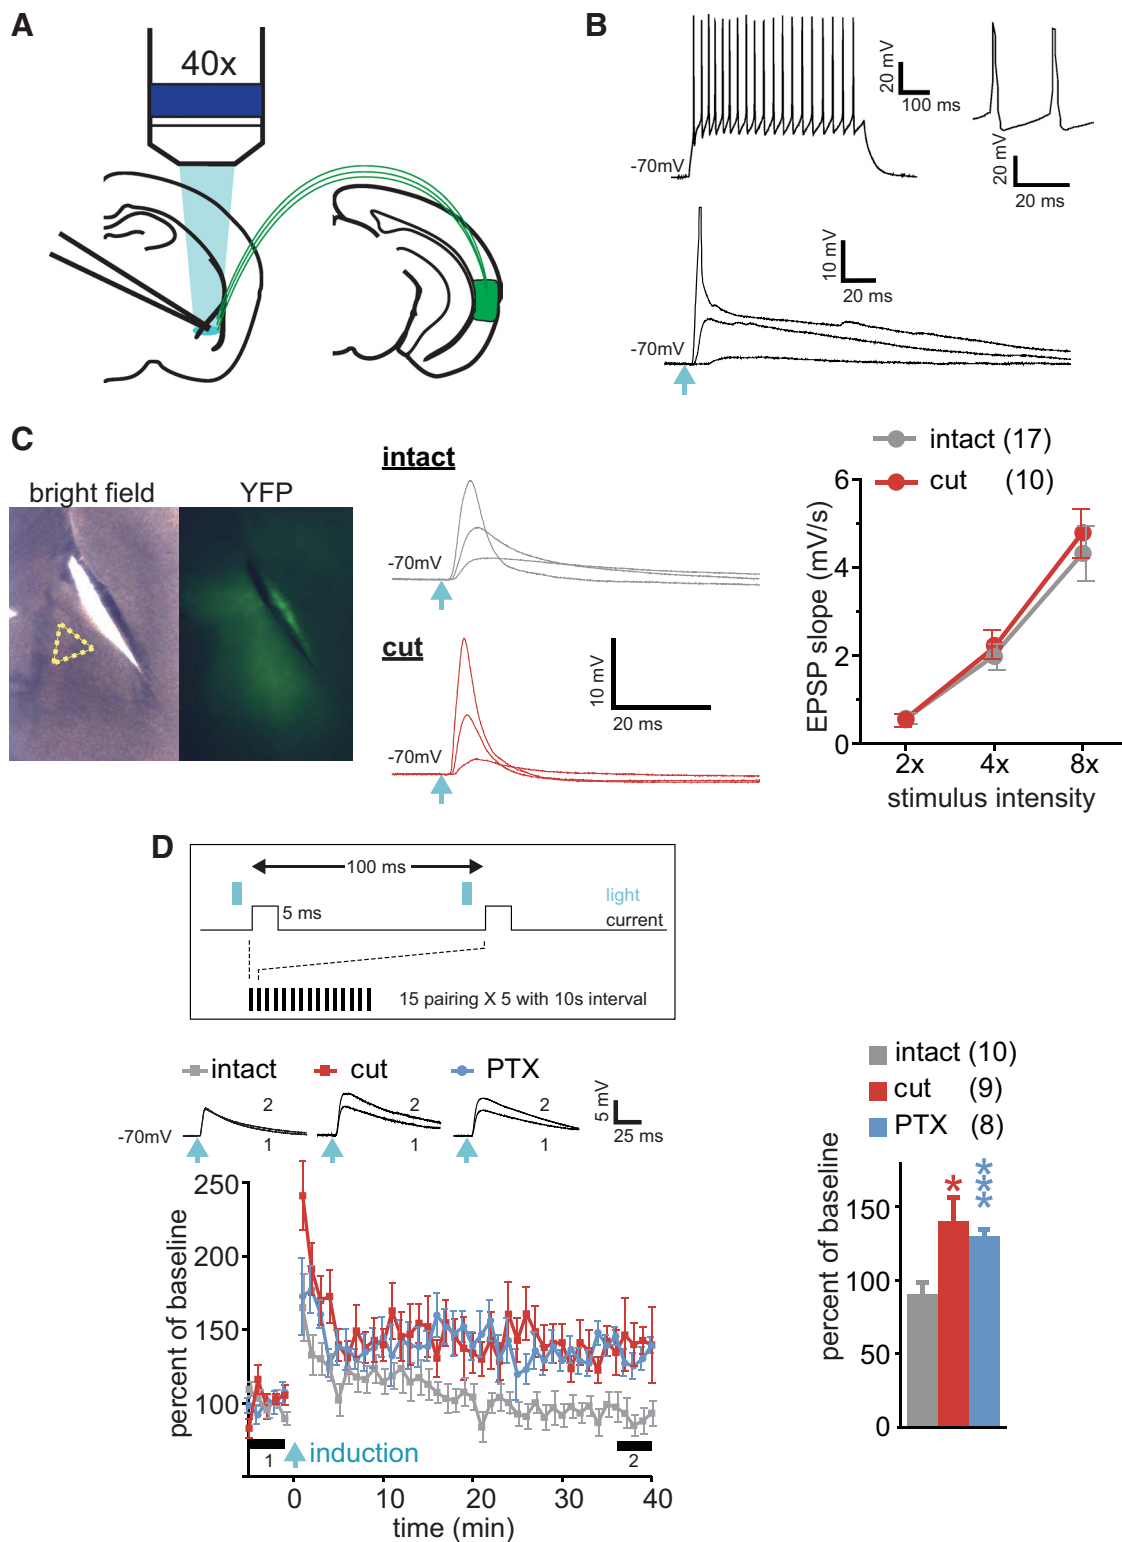 A
40x
B
20 mV
100 ms
-70mV
20 mV
20 ms
10 mV
20 ms
-70mV
C
bright field
YFP
intact
-70mV
cut
-70mV
10 mV
20 ms
intact (17)
cut (10)
EPSP slope (mV/s)
6
4
2
0
2x 4x 8x
stimulus intensity
D
100 ms
light
5 ms
current
15 pairing X 5 with 10s interval
intact cut PTX
-70mV
2
1
2
1
2
1
5 mV
25 ms
percent of baseline
250
200
150
100
1
induction
2
0 10 20 30 40
time (min)
intact (10)
cut (9)
PTX (8)
percent of baseline
150
100
50
0
*
***